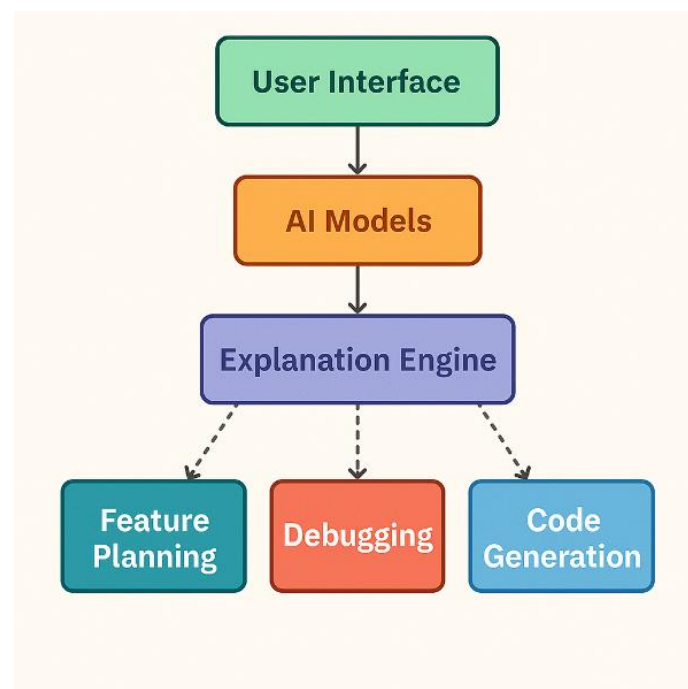 User Interface
AI Models
Explanation Engine
Feature
Planning
Debugging
Code
Generation